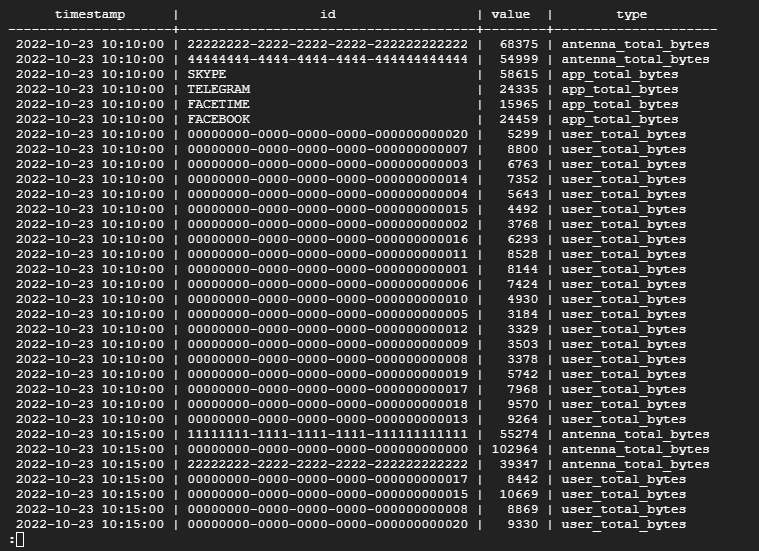 timestamp | id | value | type
---------------------+--------------------------------------+--------+---------------------
2022-10-23 10:10:00 | 22222222-2222-2222-2222-222222222222 | 68375 | antenna_total_bytes
2022-10-23 10:10:00 | 44444444-4444-4444-4444-444444444444 | 54999 | antenna_total_bytes
2022-10-23 10:10:00 | SKYPE | 58615 | app_total_bytes
2022-10-23 10:10:00 | TELEGRAM | 24335 | app_total_bytes
2022-10-23 10:10:00 | FACETIME | 15965 | app_total_bytes
2022-10-23 10:10:00 | FACEBOOK | 24459 | app_total_bytes
2022-10-23 10:10:00 | 00000000-0000-0000-0000-000000000020 | 5299 | user_total_bytes
2022-10-23 10:10:00 | 00000000-0000-0000-0000-000000000007 | 8800 | user_total_bytes
2022-10-23 10:10:00 | 00000000-0000-0000-0000-000000000003 | 6763 | user_total_bytes
2022-10-23 10:10:00 | 00000000-0000-0000-0000-000000000014 | 7352 | user_total_bytes
2022-10-23 10:10:00 | 00000000-0000-0000-0000-000000000004 | 5643 | user_total_bytes
2022-10-23 10:10:00 | 00000000-0000-0000-0000-000000000015 | 4492 | user_total_bytes
2022-10-23 10:10:00 | 00000000-0000-0000-0000-000000000002 | 3768 | user_total_bytes
2022-10-23 10:10:00 | 00000000-0000-0000-0000-000000000016 | 6293 | user_total_bytes
2022-10-23 10:10:00 | 00000000-0000-0000-0000-000000000011 | 8528 | user_total_bytes
2022-10-23 10:10:00 | 00000000-0000-0000-0000-000000000001 | 8144 | user_total_bytes
2022-10-23 10:10:00 | 00000000-0000-0000-0000-000000000006 | 7424 | user_total_bytes
2022-10-23 10:10:00 | 00000000-0000-0000-0000-000000000010 | 4930 | user_total_bytes
2022-10-23 10:10:00 | 00000000-0000-0000-0000-000000000005 | 3184 | user_total_bytes
2022-10-23 10:10:00 | 00000000-0000-0000-0000-000000000012 | 3329 | user_total_bytes
2022-10-23 10:10:00 | 00000000-0000-0000-0000-000000000009 | 3503 | user_total_bytes
2022-10-23 10:10:00 | 00000000-0000-0000-0000-000000000008 | 3378 | user_total_bytes
2022-10-23 10:10:00 | 00000000-0000-0000-0000-000000000019 | 5742 | user_total_bytes
2022-10-23 10:10:00 | 00000000-0000-0000-0000-000000000017 | 7968 | user_total_bytes
2022-10-23 10:10:00 | 00000000-0000-0000-0000-000000000018 | 9570 | user_total_bytes
2022-10-23 10:10:00 | 00000000-0000-0000-0000-000000000013 | 9264 | user_total_bytes
2022-10-23 10:15:00 | 11111111-1111-1111-1111-111111111111 | 55274 | antenna_total_bytes
2022-10-23 10:15:00 | 00000000-0000-0000-0000-000000000000 | 102964 | antenna_total_bytes
2022-10-23 10:15:00 | 22222222-2222-2222-2222-222222222222 | 39347 | antenna_total_bytes
2022-10-23 10:15:00 | 00000000-0000-0000-0000-000000000017 | 8442 | user_total_bytes
2022-10-23 10:15:00 | 00000000-0000-0000-0000-000000000015 | 10669 | user_total_bytes
2022-10-23 10:15:00 | 00000000-0000-0000-0000-000000000008 | 8869 | user_total_bytes
2022-10-23 10:15:00 | 00000000-0000-0000-0000-000000000020 | 9330 | user_total_bytes
: